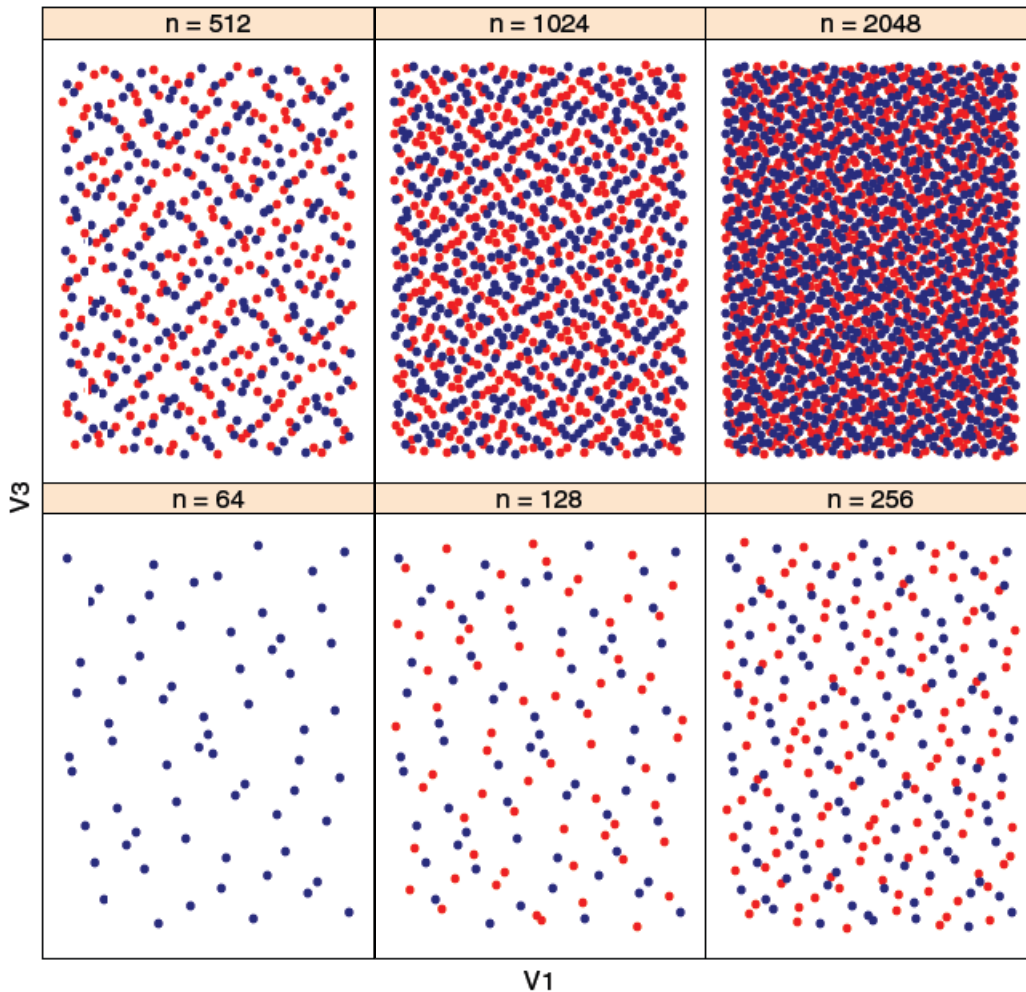 n = 512
n = 1024
n = 2048
V3
n = 64
n = 128
n = 256
V1